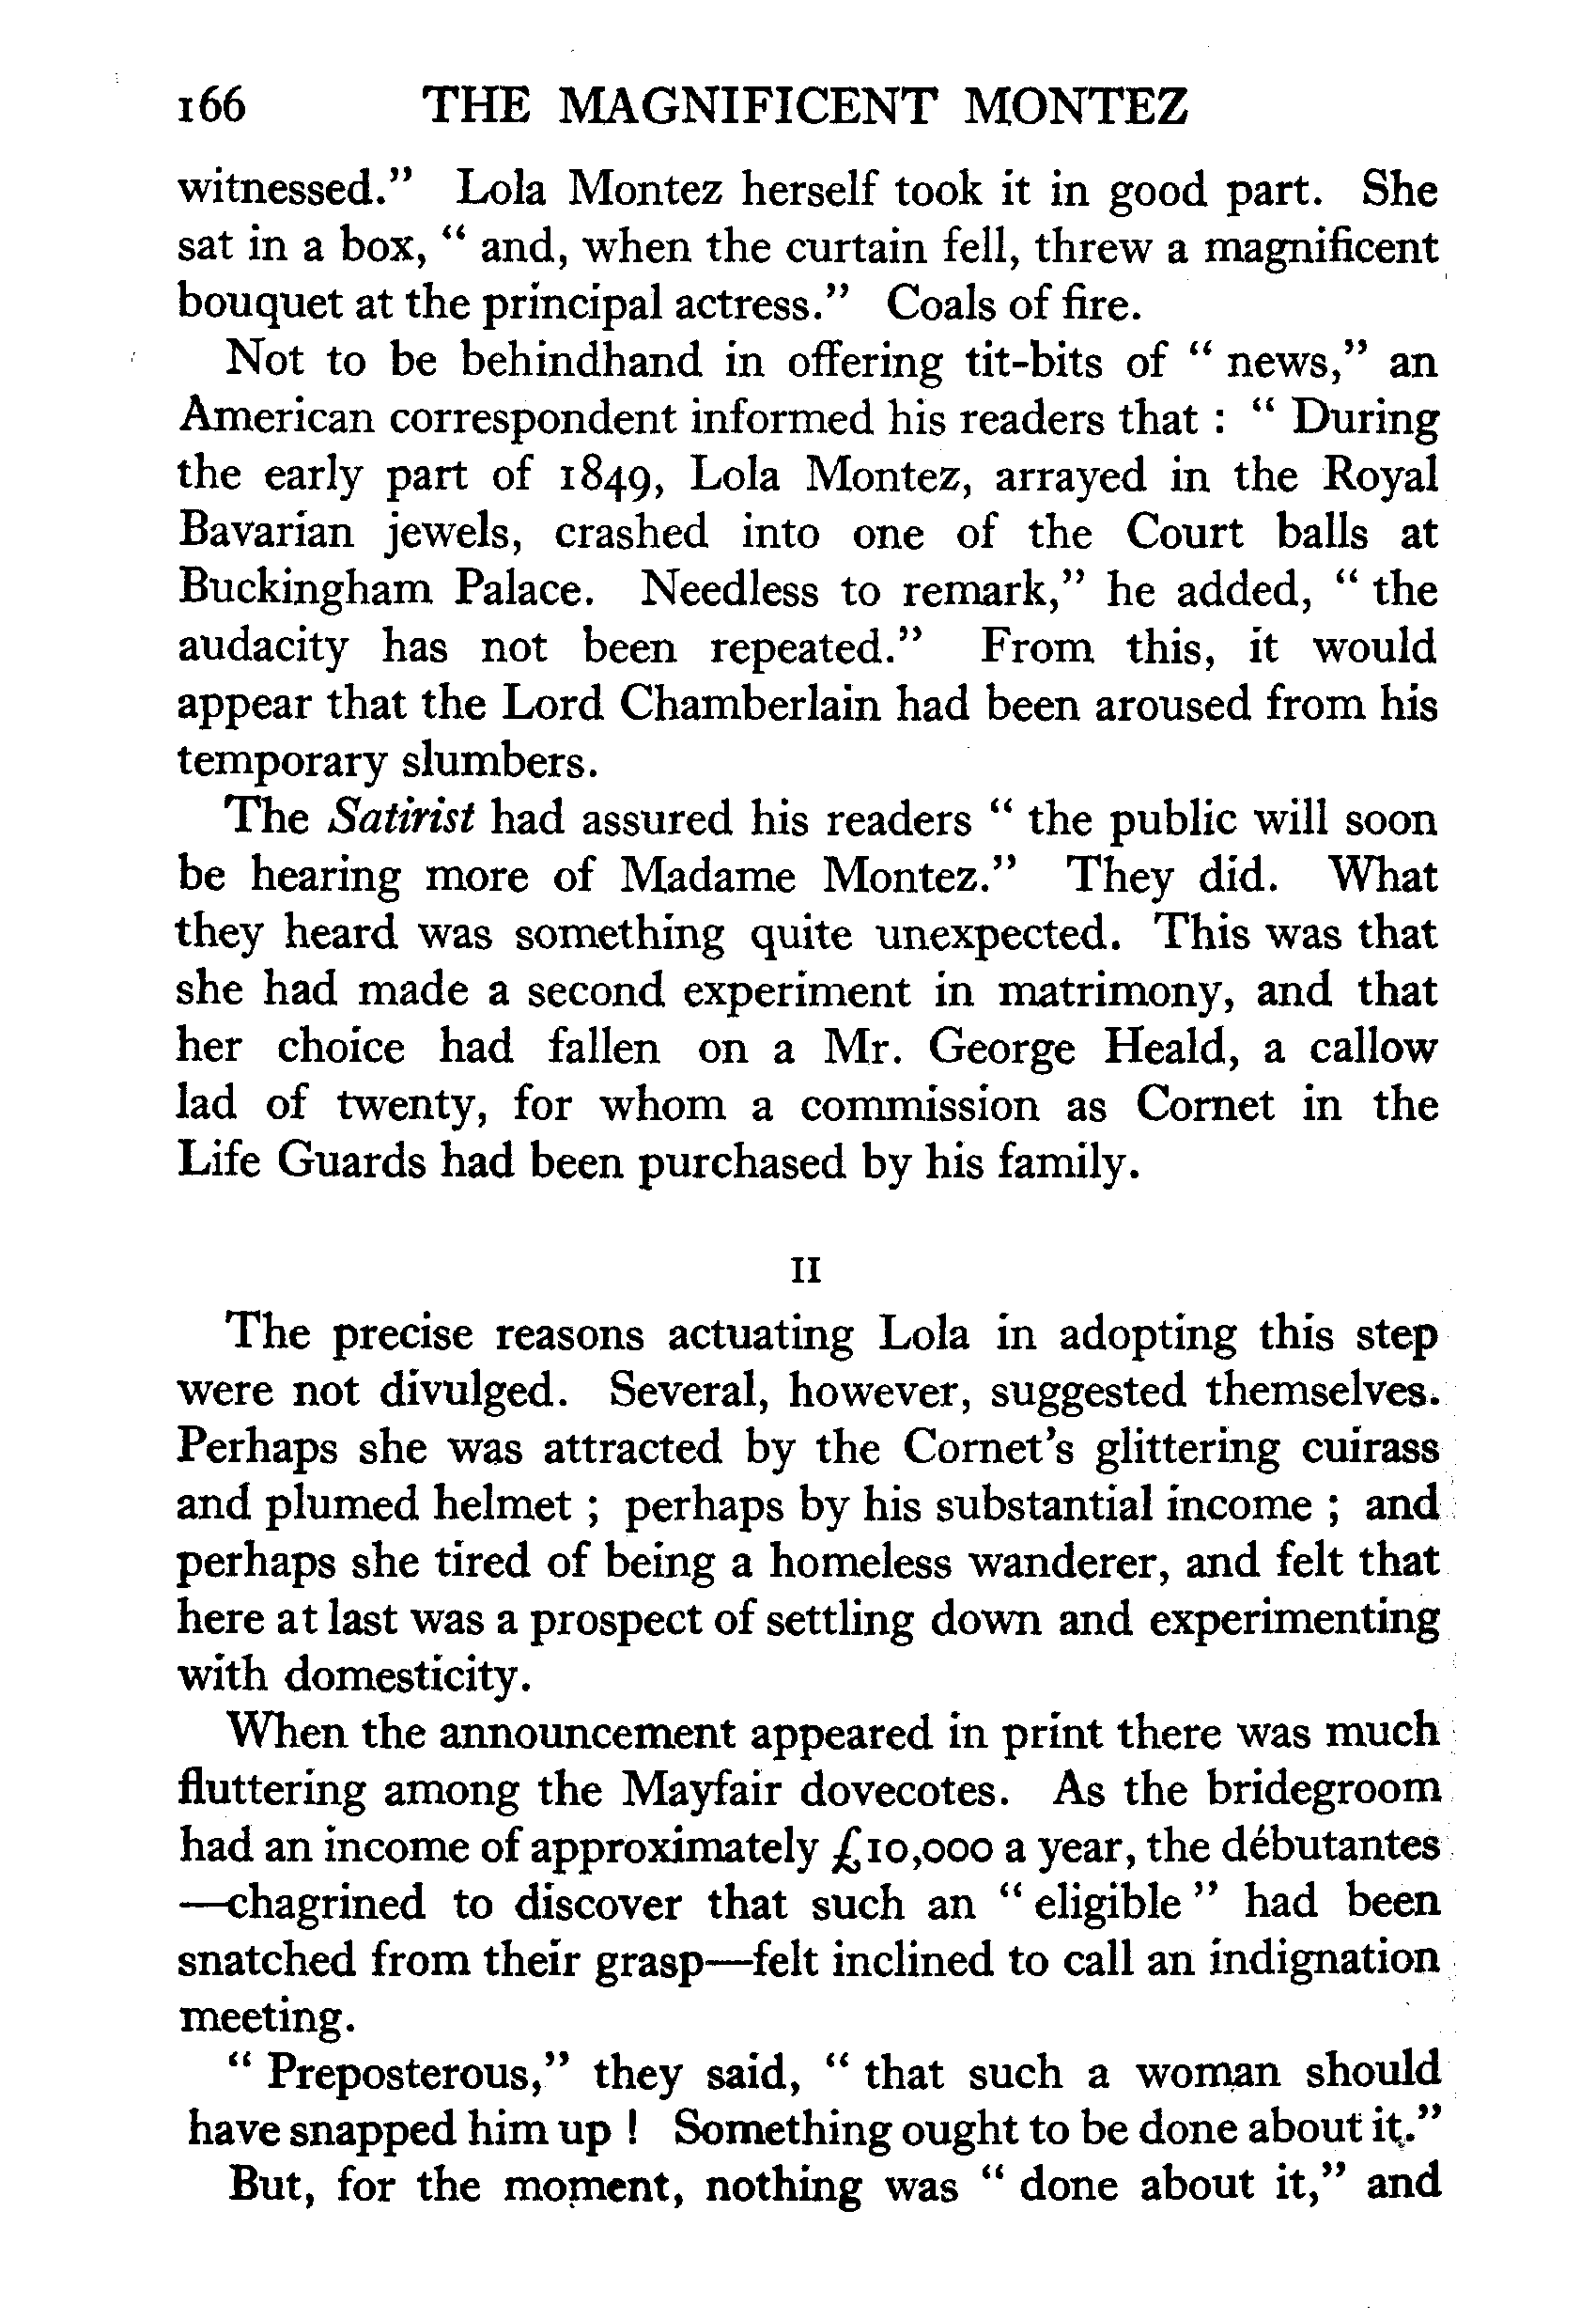 166 THE MAGNIFICENT MONTEZ
witnessed." Lola Montez herself took it in good part. She
sat in a box, " and, when the curtain fell, threw a magnificent
bouquet at the principal actress." Coals of fire.
Not to be behindhand in offering tit-bits of " news," an
American correspondent informed his readers that : " During
the early part of 1849, Lola Montez, arrayed in the Royal
Bavarian jewels, crashed into one of the Court balls at
Buckingham Palace. Needless to remark," he added, " the
audacity has not been repeated." From this, it would
appear that the Lord Chamberlain had been aroused from his
temporary slumbers.
The Satirist had assured his readers " the public will soon
be hearing more of Madame Montez." They did. What
they heard was something quite unexpected. This was that
she had made a second experiment in matrimony, and that
her choice had fallen on a Mr. George Heald, a callow
lad of twenty, for whom a commission as Cornet in the
Life Guards had been purchased by his family.
II
The precise reasons actuating Lola in adopting this step
were not divulged. Several, however, suggested themselves.
Perhaps she was attracted by the Cornet's glittering cuirass
and plumed helmet ; perhaps by his substantial income ; and
perhaps she tired of being a homeless wanderer, and felt that
here at last was a prospect of settling down and experimenting
with domesticity.
When the announcement appeared in print there was much
fluttering among the Mayfair dovecotes. As the bridegroom
had an income of approximately £10,000 a year, the débutantes
—chagrined to discover that such an " eligible " had been
snatched from their grasp—felt inclined to call an indignation
meeting.
" Preposterous," they said, " that such a woman should
have snapped him up ! Something ought to be done about it."
But, for the moment, nothing was " done about it," and